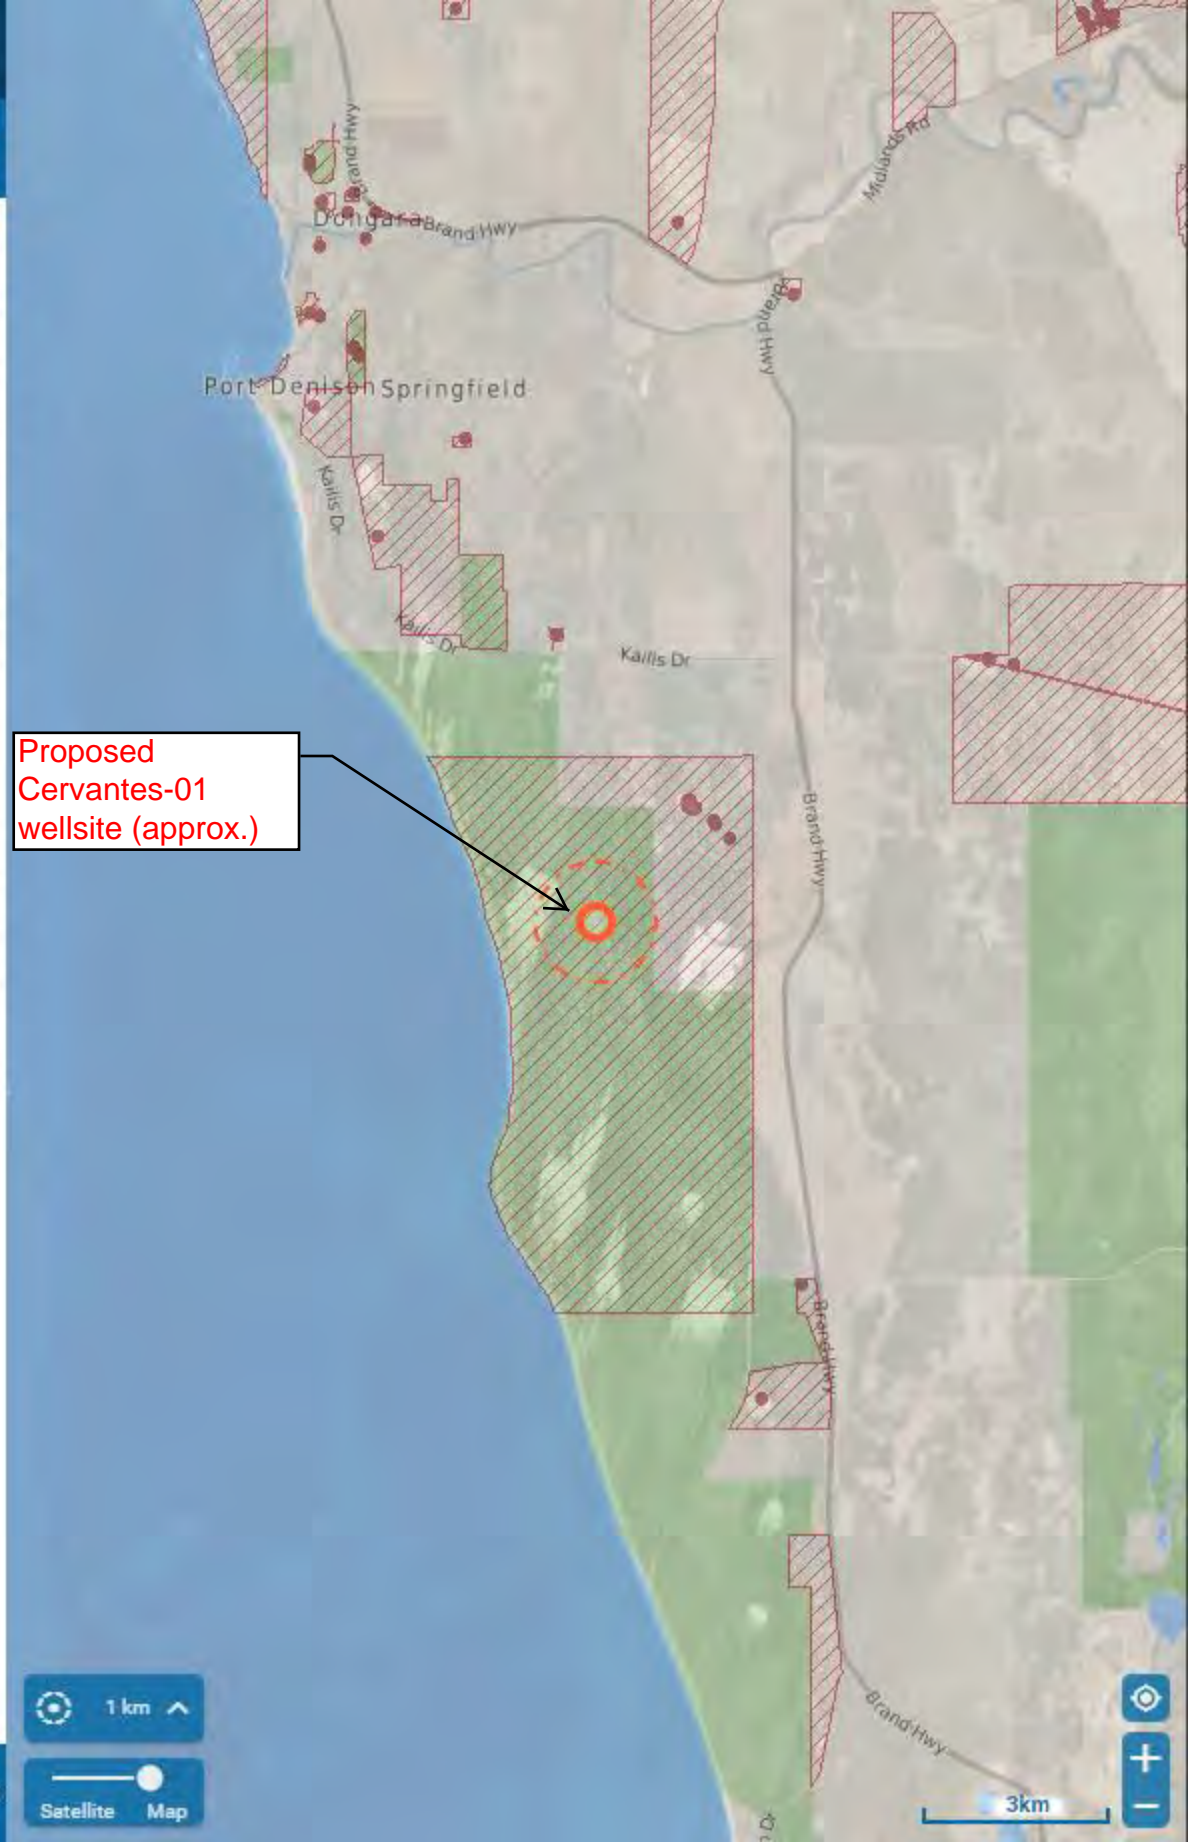 Brand Hwy
Midlands Rd
Dongara
Brand Hwy
Brand Hwy
Port Denison
Springfield
Kailis Dr
Kailis Dr
Kailis Dr
Proposed
Cervantes-01
wellsite (approx.)
Brand Hwy
Brand Hwy
Brand Hwy
1 km
Satellite
Map
3km
Dr